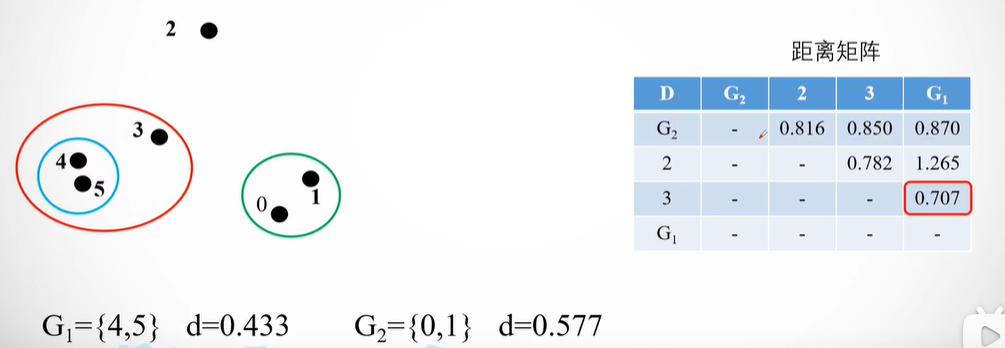 2
3
4
5
0
1
距离矩阵
D G₂ 2 3 G₁
G₂ - 0.816 0.850 0.870
2 - - 0.782 1.265
3 - - - 0.707
G₁ - - - -
G₁={4,5} d=0.433 G₂={0,1} d=0.577